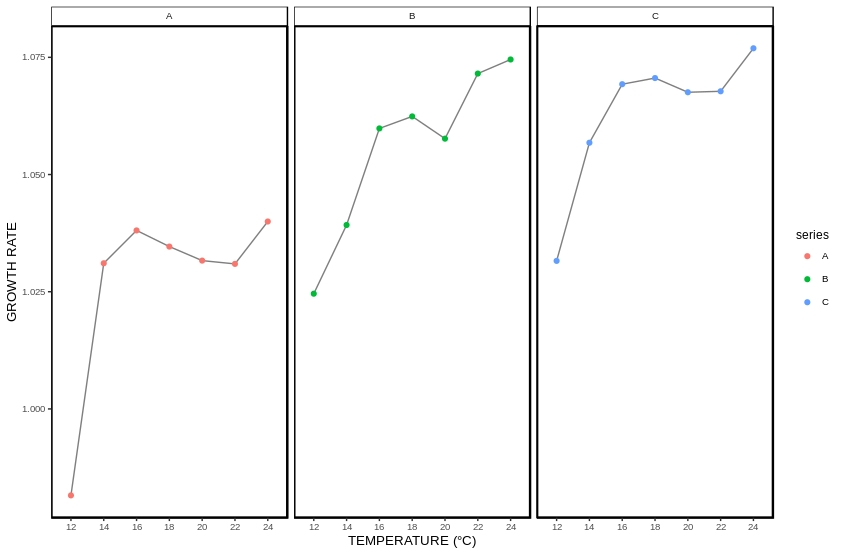 A B C
1.075
1.050
1.025
1.000
GROWTH RATE
12 14 16 18 20 22 24 12 14 16 18 20 22 24 12 14 16 18 20 22 24
TEMPERATURE (°C)
series
A
B
C